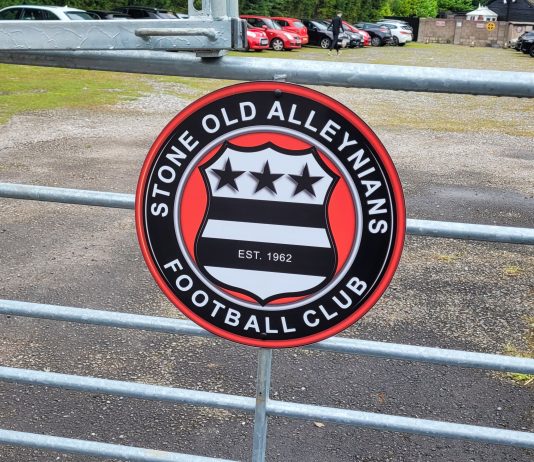 STONE OLD ALLEYNIANS
EST. 1962
FOOTBALL CLUB